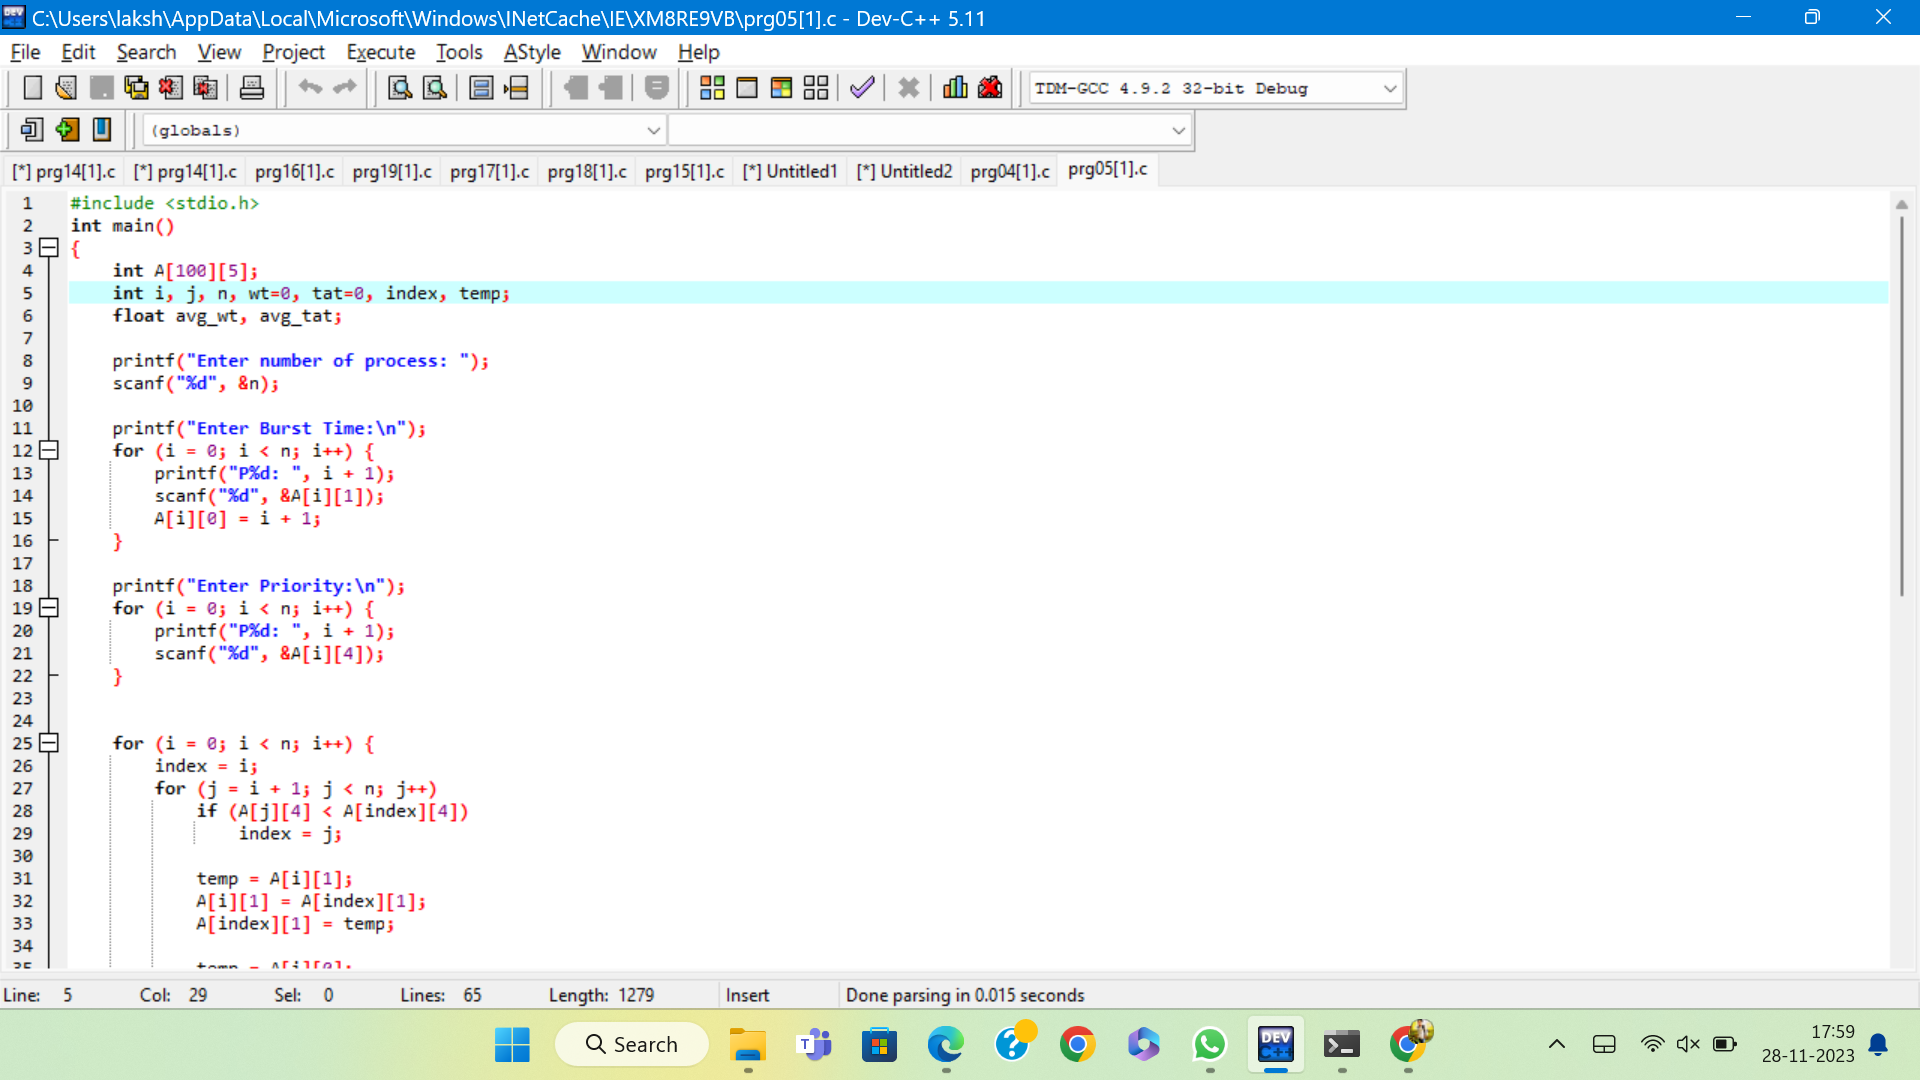 C:\Users\laksh\AppData\Local\Microsoft\Windows\INetCache\IE\XM8RE9VB\prg05[1].c - Dev-C++ 5.11
File Edit Search View Project Execute Tools AStyle Window Help
TDM-GCC 4.9.2 32-bit Debug
(globals)
[*] prg14[1].c [*] prg14[1].c prg16[1].c prg19[1].c prg17[1].c prg18[1].c prg15[1].c [*] Untitled1 [*] Untitled2 prg04[1].c prg05[1].c
1 #include <stdio.h>
2 int main()
3 {
4 int A[100][5];
5 int i, j, n, wt=0, tat=0, index, temp;
6 float avg_wt, avg_tat;
7
8 printf("Enter number of process: ");
9 scanf("%d", &n);
10
11 printf("Enter Burst Time:\n");
12 for (i = 0; i < n; i++) {
13 printf("P%d: ", i + 1);
14 scanf("%d", &A[i][1]);
15 A[i][0] = i + 1;
16 }
17
18 printf("Enter Priority:\n");
19 for (i = 0; i < n; i++) {
20 printf("P%d: ", i + 1);
21 scanf("%d", &A[i][4]);
22 }
23
24
25 for (i = 0; i < n; i++) {
26 index = i;
27 for (j = i + 1; j < n; j++)
28 if (A[j][4] < A[index][4])
29 index = j;
30
31 temp = A[i][1];
32 A[i][1] = A[index][1];
33 A[index][1] = temp;
34
35 temp = A[i][0];
Line: 5 Col: 29 Sel: 0 Lines: 65 Length: 1279 Insert Done parsing in 0.015 seconds
Search
DEV
C++
17:59
28-11-2023